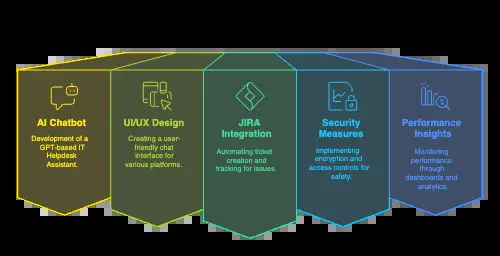 AI Chatbot
Development of a
GPT-based IT
Helpdesk
Assistant.
UI/UX Design
Creating a user-
friendly chat
interface for
various platforms.
JIRA
Integration
Automating ticket
creation and
tracking for issues.
Security
Measures
Implementing
encryption and
access controls for
safety.
Performance
Insights
Monitoring
performance
through
dashboards and
analytics.